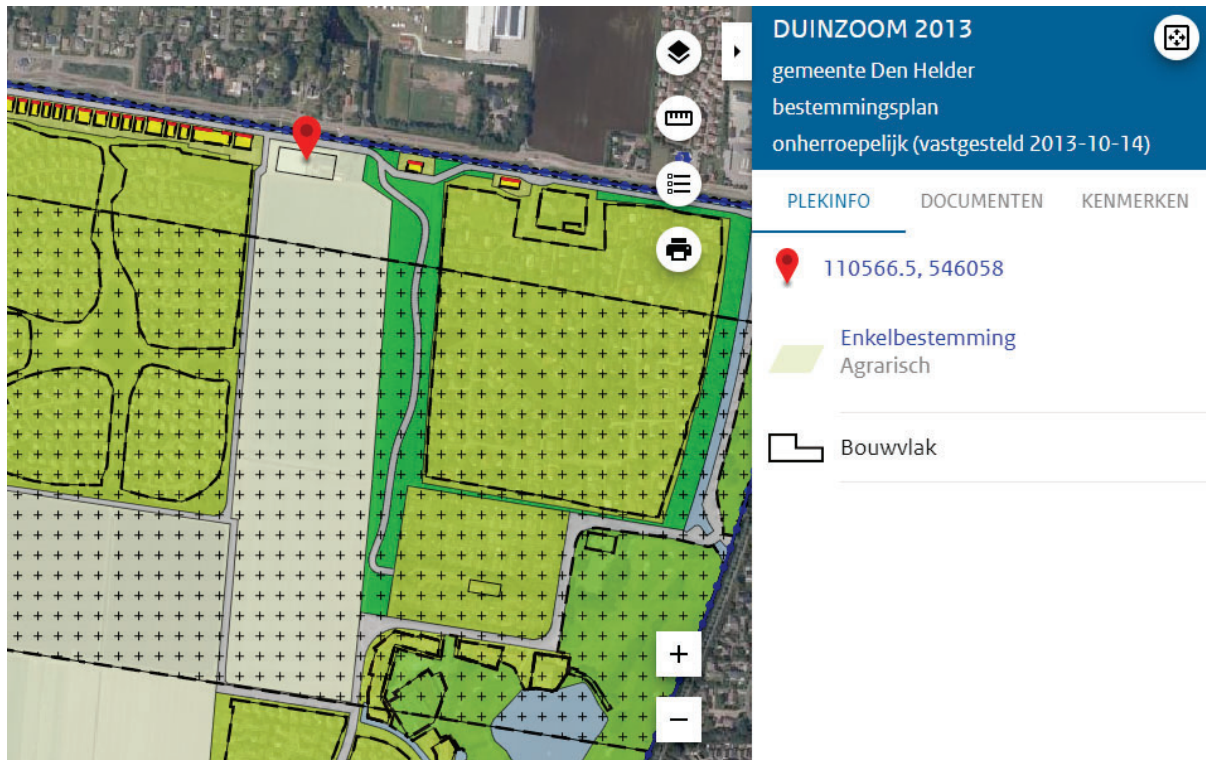 DUINZOOM 2013
gemeente Den Helder
bestemmingsplan
onherroepelijk (vastgesteld 2013-10-14)
PLEKINFO DOCUMENTEN KENMERKEN
110566.5, 546058
Enkelbestemming
Agrarisch
Bouwvlak